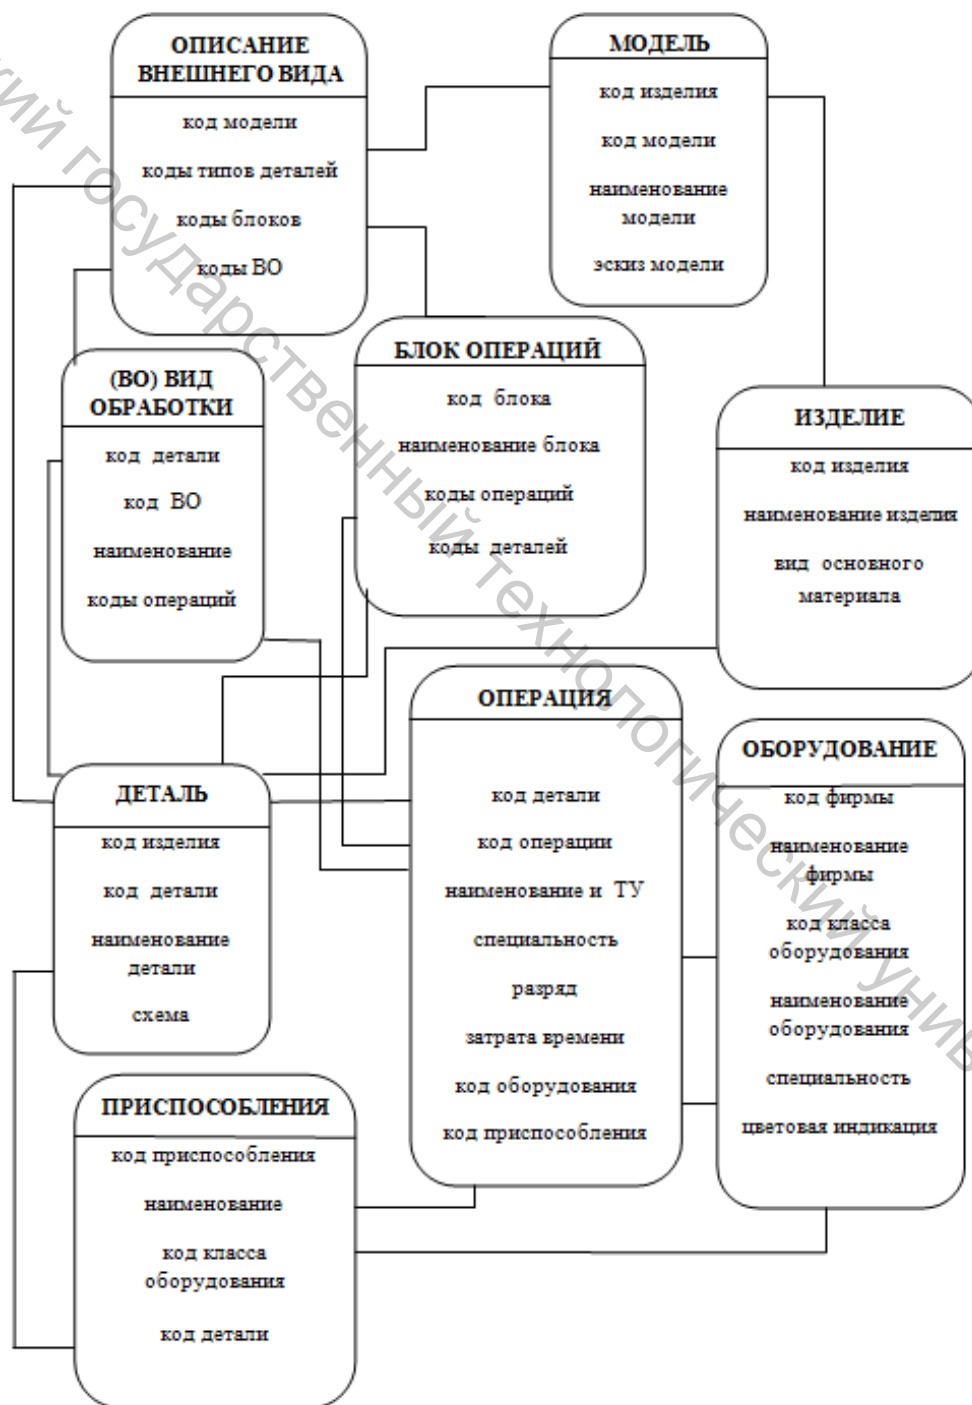 ОПИСАНИЕ
ВНЕШНЕГО ВИДА
код модели
коды типов деталей
коды блоков
коды ВО
МОДЕЛЬ
код изделия
код модели
наименование
модели
эскиз модели
(ВО) ВИД
ОБРАБОТКИ
код детали
код ВО
наименование
коды операций
БЛОК ОПЕРАЦИЙ
код блока
наименование блока
коды операций
коды деталей
ИЗДЕЛИЕ
код изделия
наименование изделия
вид основного
материала
ДЕТАЛЬ
код изделия
код детали
наименование
детали
схема
ОПЕРАЦИЯ
код детали
код операции
наименование и ТУ
специальность
разряд
затрата времени
код оборудования
код приспособления
ОБОРУДОВАНИЕ
код фирмы
наименование
фирмы
код класса
оборудования
наименование
оборудования
специальность
цветовая индикация
ПРИСПОСОБЛЕНИЯ
код приспособления
наименование
код класса
оборудования
код детали
государственный технологический